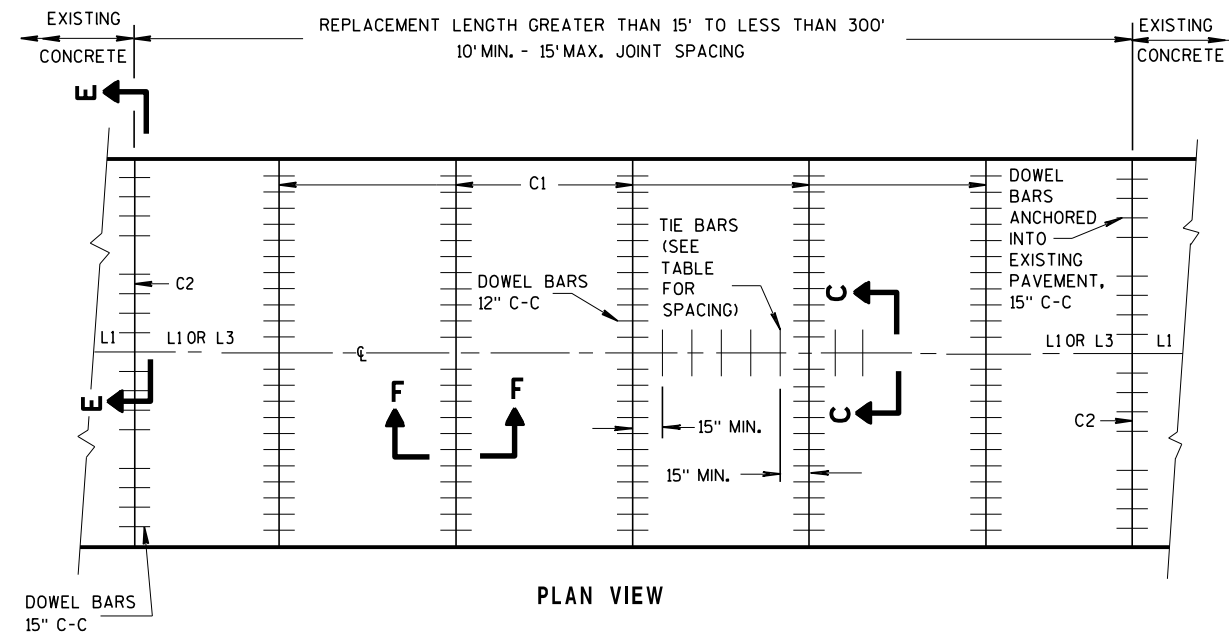 EXISTING
CONCRETE
REPLACEMENT LENGTH GREATER THAN 15' TO LESS THAN 300'
10' MIN. - 15' MAX. JOINT SPACING
EXISTING
CONCRETE
E
C1
DOWEL
BARS
ANCHORED
INTO
EXISTING
PAVEMENT,
15" C-C
TIE BARS
(SEE
TABLE
FOR
SPACING)
DOWEL BARS
12" C-C
C2
C
L1
L1 OR L3
℄
L1 OR L3
L1
E
F
F
C
15" MIN.
C2
15" MIN.
PLAN VIEW
DOWEL BARS
15" C-C